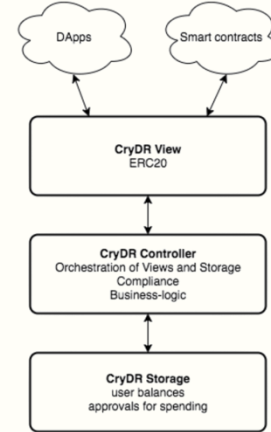 DApps
Smart contracts
CryDR View
ERC20
CryDR Controller
Orchestration of Views and Storage
Compliance
Business-logic
CryDR Storage
user balances
approvals for spending